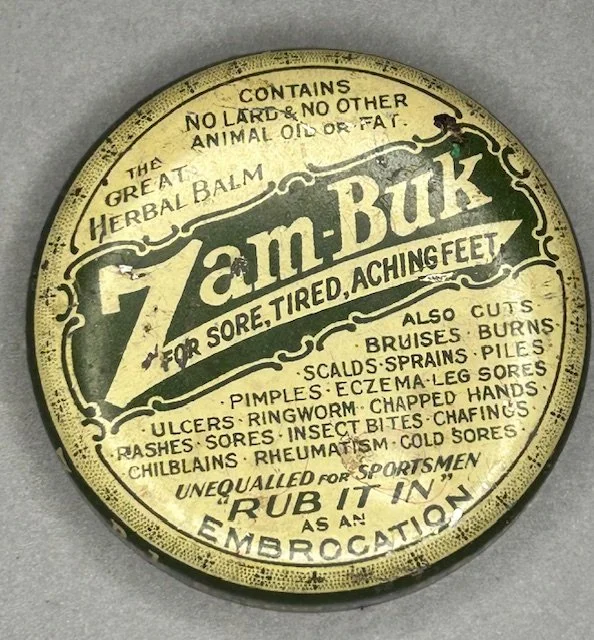 CONTAINS
NO LARD & NO OTHER
ANIMAL OIL OR FAT.
THE
GREAT
HERBAL BALM
Zam-Buk
FOR SORE, TIRED, ACHING FEET
ALSO CUTS
BRUISES · BURNS
SCALDS · SPRAINS · PILES
· PIMPLES · ECZEMA · LEG SORES
ULCERS · RINGWORM · CHAPPED HANDS ·
RASHES · SORES · INSECT BITES · CHAFINGS ·
CHILBLAINS · RHEUMATISM · COLD SORES ·
UNEQUALLED FOR SPORTSMEN
"RUB IT IN"
AS AN
EMBROCATION